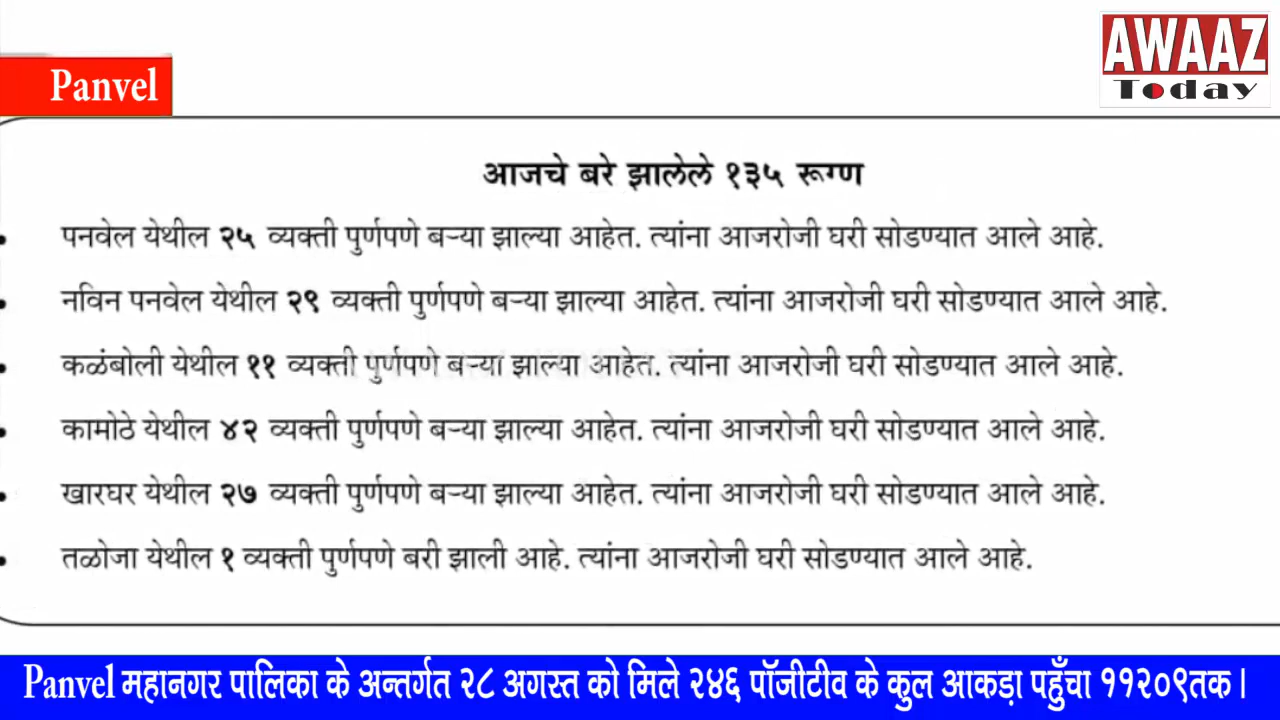 AWAAZ
Today
Panvel
आजचे बरे झालेले १३५ रूग्ण
पनवेल येथील २५ व्यक्ती पुर्णपणे बऱ्या झाल्या आहेत. त्यांना आजरोजी घरी सोडण्यात आले आहे.
नविन पनवेल येथील २९ व्यक्ती पुर्णपणे बऱ्या झाल्या आहेत. त्यांना आजरोजी घरी सोडण्यात आले आहे.
कळंबोली येथील ११ व्यक्ती पुर्णपणे बऱ्या झाल्या आहेत. त्यांना आजरोजी घरी सोडण्यात आले आहे.
कामोठे येथील ४२ व्यक्ती पुर्णपणे बऱ्या झाल्या आहेत. त्यांना आजरोजी घरी सोडण्यात आले आहे.
खारघर येथील २७ व्यक्ती पुर्णपणे बऱ्या झाल्या आहेत. त्यांना आजरोजी घरी सोडण्यात आले आहे.
तळोजा येथील १ व्यक्ती पुर्णपणे बरी झाली आहे. त्यांना आजरोजी घरी सोडण्यात आले आहे.
Panvel महानगर पालिका के अन्तर्गत २८ अगस्त को मिले २४६ पॉजीटीव के कुल आकड़ा पहुँचा ११२०९तक।